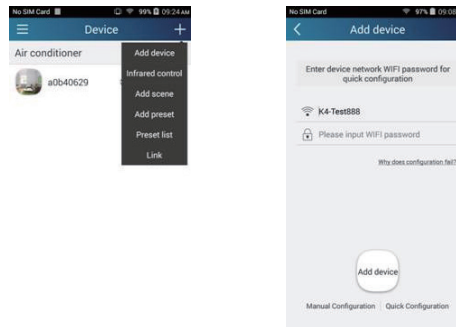 No SIM Card 99% 09:24 AM
Device +
Air conditioner
a0b40629
Add device
Infrared control
Add scene
Add preset
Preset list
Link
No SIM Card 97% 09:08
Add device
Enter device network WIFI password for
quick configuration
K4-Test888
Please input WIFI password
Why does configuration fail?
Add device
Manual Configuration Quick Configuration